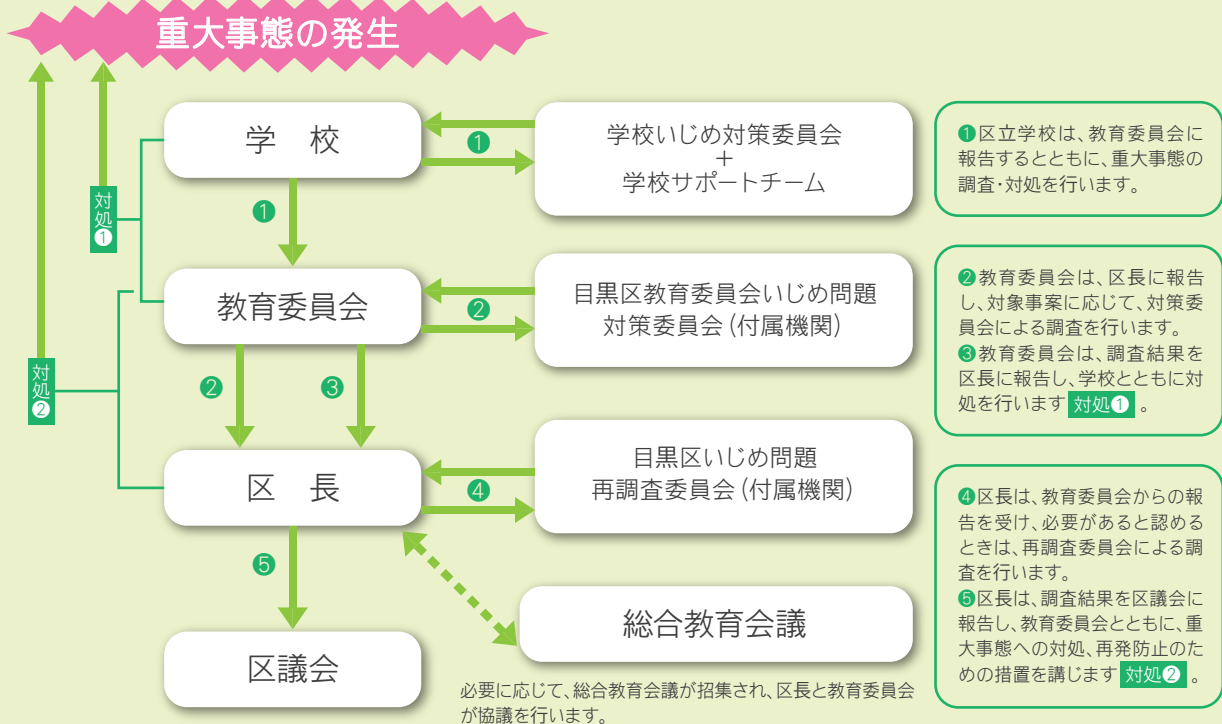 重大事態の発生
学　校
❶
学校いじめ対策委員会
＋
学校サポートチーム
❶区立学校は、教育委員会に
報告するとともに、重大事態の
調査・対処を行います。
対処❶
❶
教育委員会
❷
目黒区教育委員会いじめ問題
対策委員会（付属機関）
❷教育委員会は、区長に報告
し、対象事案に応じて、対策委
員会による調査を行います。
❸教育委員会は、調査結果を
区長に報告し、学校とともに対
処を行います 対処❶ 。
対処❷
❷
❸
区　長
❹
目黒区いじめ問題
再調査委員会（付属機関）
❹区長は、教育委員会からの報
告を受け、必要があると認める
ときは、再調査委員会による調
査を行います。
❺区長は、調査結果を区議会に
報告し、教育委員会とともに、重
大事態への対処、再発防止のた
めの措置を講じます 対処❷ 。
❺
総合教育会議
区議会
必要に応じて、総合教育会議が招集され、区長と教育委員会
が協議を行います。